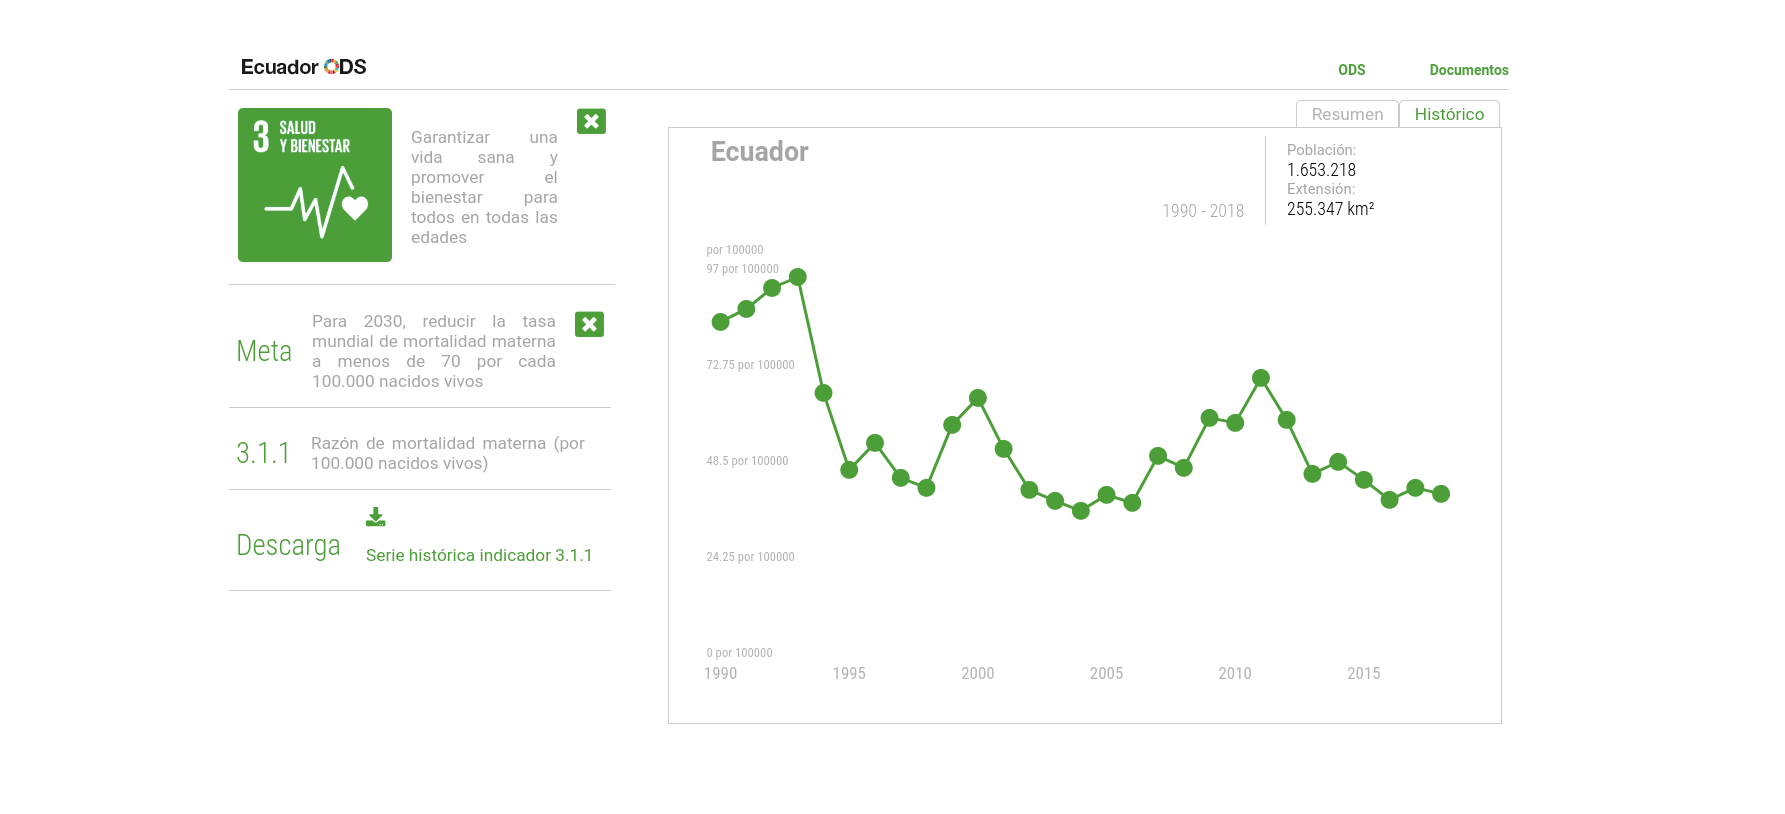 Ecuador ODS
ODS
Documentos
3 SALUD
Y BIENESTAR
Garantizar una
vida sana y
promover el
bienestar para
todos en todas las
edades
Meta
Para 2030, reducir la tasa
mundial de mortalidad materna
a menos de 70 por cada
100.000 nacidos vivos
3.1.1
Razón de mortalidad materna (por
100.000 nacidos vivos)
Descarga
Serie histórica indicador 3.1.1
Resumen
Histórico
Ecuador
1990 - 2018
Población:
1.653.218
Extensión:
255.347 km²
por 100000
97 por 100000
72.75 por 100000
48.5 por 100000
24.25 por 100000
0 por 100000
1990 1995 2000 2005 2010 2015